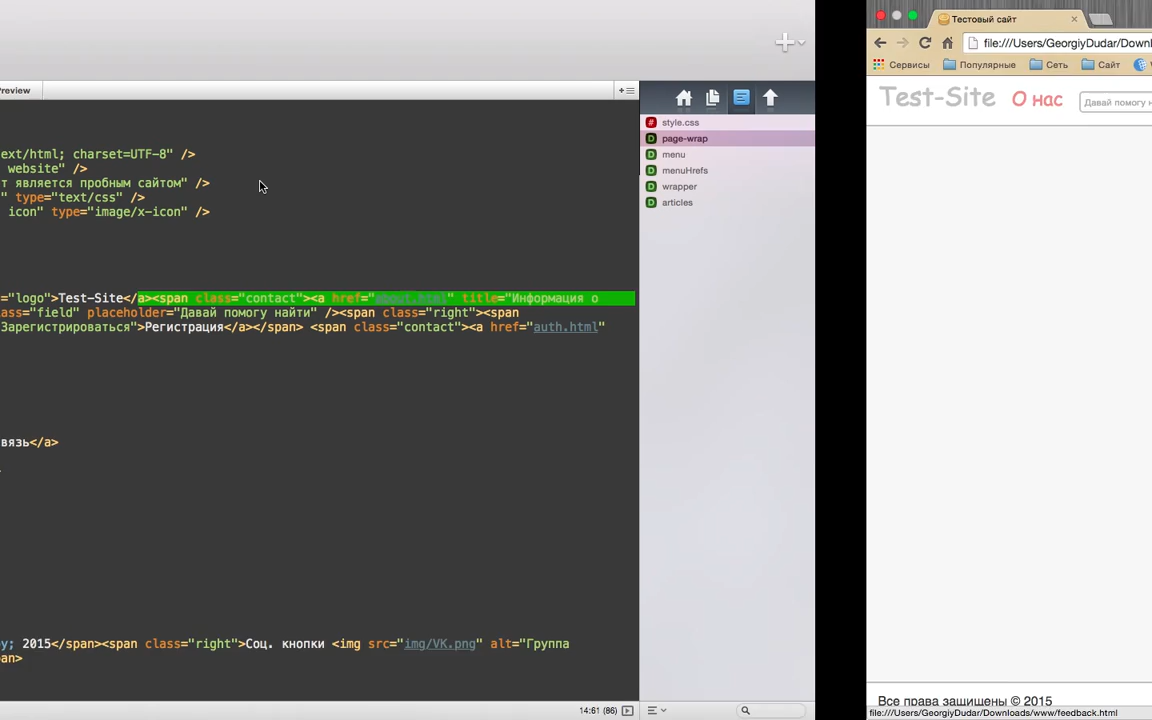 Preview
ext/html; charset=UTF-8" />
website" />
т является пробным сайтом" />
" type="text/css" />
icon" type="image/x-icon" />
="logo">Test-Site</a><span class="contact"><a href="about.html" title="Информация о
lass="field" placeholder="Давай помогу найти" /><span class="right"><span
Зарегистрироваться">Регистрация</a></span> <span class="contact"><a href="auth.html"
вязь</a>
y; 2015</span><span class="right">Соц. кнопки <img src="img/VK.png" alt="Группа
an>
14:61 (86)
style.css
page-wrap
menu
menuHrefs
wrapper
articles
Тестовый сайт
file:///Users/GeorgiyDudar/Downl
Сервисы
Популярные
Сеть
Сайт
Test-Site
О нас
Давай помогу н
Все права защищены © 2015
file:///Users/GeorgiyDudar/Downloads/www/feedback.html